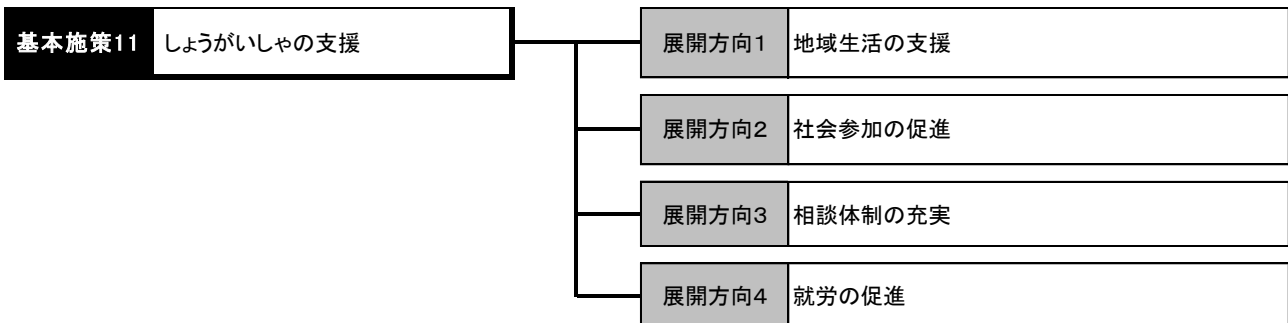 基本施策11 しょうがいしゃの支援
展開方向1 地域生活の支援
展開方向2 社会参加の促進
展開方向3 相談体制の充実
展開方向4 就労の促進